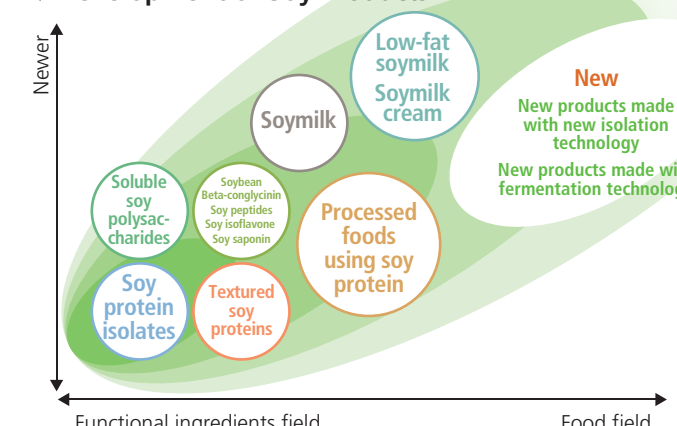 Newer
Low-fat
soymilk
Soymilk
cream
New
New products made
with new isolation
technology
New products made
fermentation
Soymilk
Soluble
soy
polysac-
charides
Soybean
Beta-conglycinin
Soy peptides
Soy isoflavone
Soy saponin
Processed
foods
using soy
protein
Soy
protein
isolates
Textured
soy
proteins
Functional ingredients field
Food field